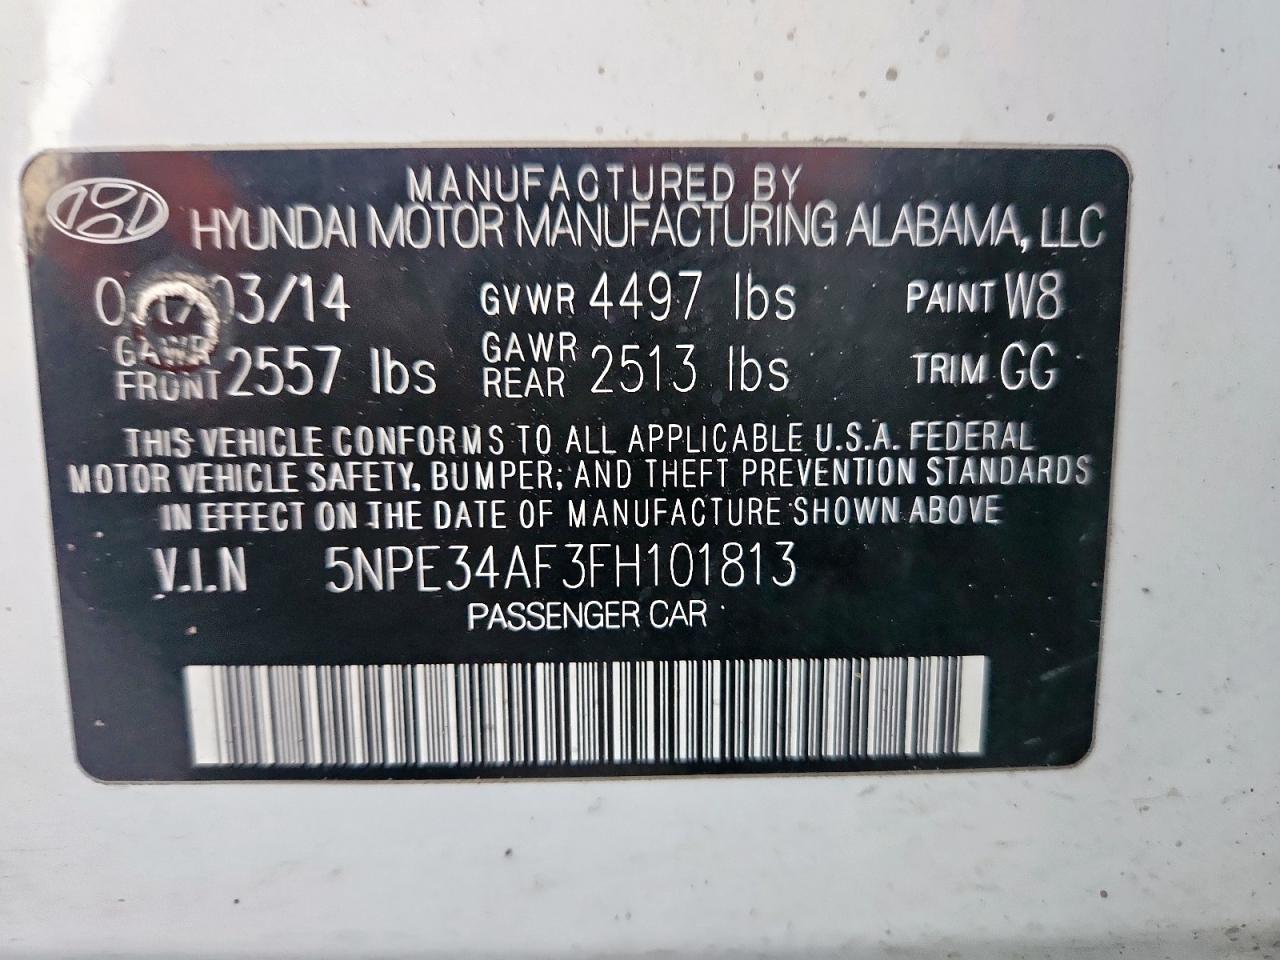 MANUFACTURED BY
HYUNDAI MOTOR MANUFACTURING ALABAMA, LLC
03/14 GVWR 4497 lbs PAINT W8
GAWR FRONT 2557 lbs GAWR REAR 2513 lbs TRIM GG
THIS VEHICLE CONFORMS TO ALL APPLICABLE U.S.A. FEDERAL
MOTOR VEHICLE SAFETY, BUMPER, AND THEFT PREVENTION STANDARDS
IN EFFECT ON THE DATE OF MANUFACTURE SHOWN ABOVE
V.I.N 5NPE34AF3FH101813
PASSENGER CAR